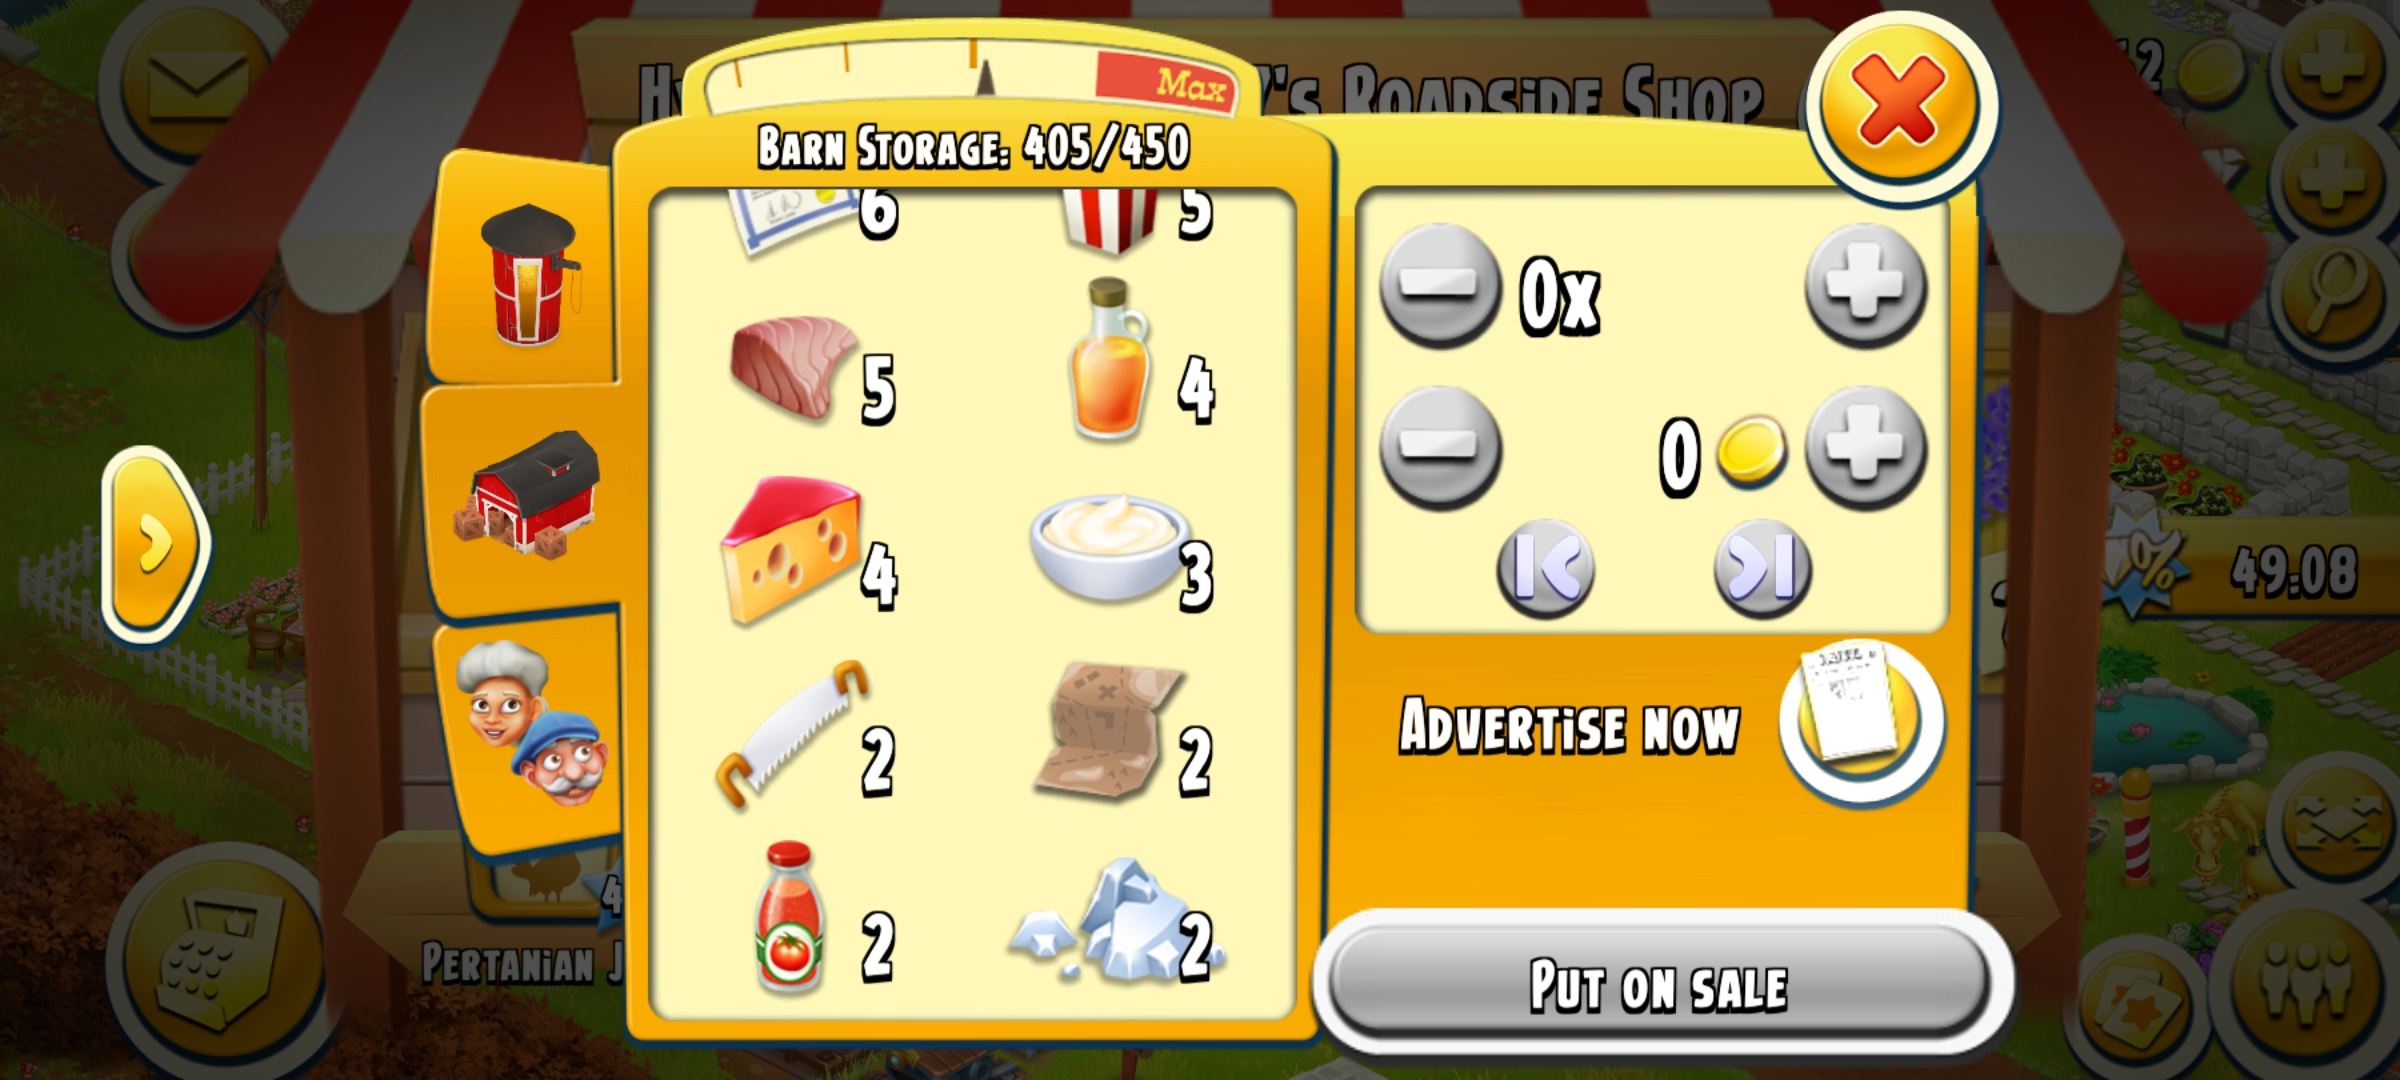 's Roadside Shop
Max
Barn Storage: 405/450
6
5
5
4
4
3
2
2
2
2
0x
0
Advertise now
Put on sale
49:08
Pertanian